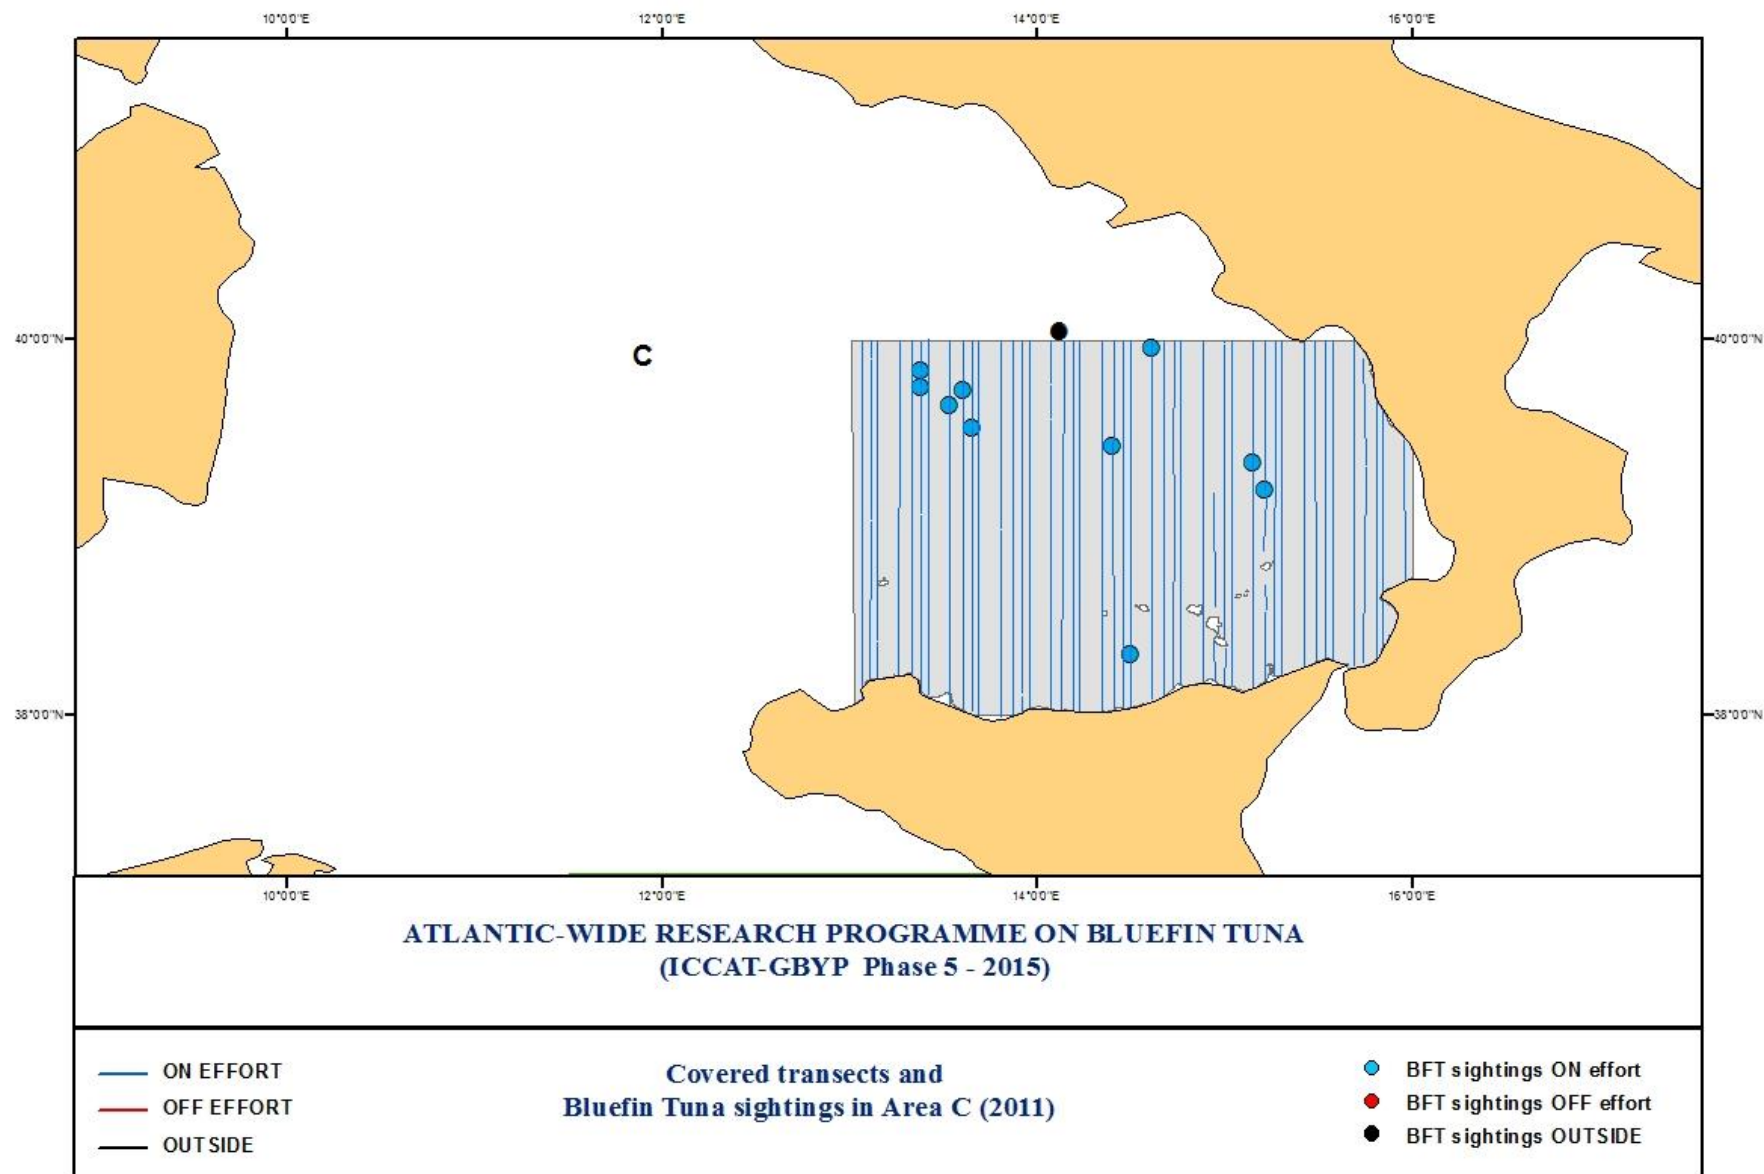 10°0'0"E 12°0'0"E 14°0'0"E 16°0'0"E
40°0'0"N 40°0'0"N
C
38°0'0"N 38°0'0"N
10°0'0"E 12°0'0"E 14°0'0"E 16°0'0"E
ATLANTIC-WIDE RESEARCH PROGRAMME ON BLUEFIN TUNA
(ICCAT-GBYP Phase 5 - 2015)
ON EFFORT
OFF EFFORT
OUTSIDE
Covered transects and
Bluefin Tuna sightings in Area C (2011)
BFT sightings ON effort
BFT sightings OFF effort
BFT sightings OUTSIDE